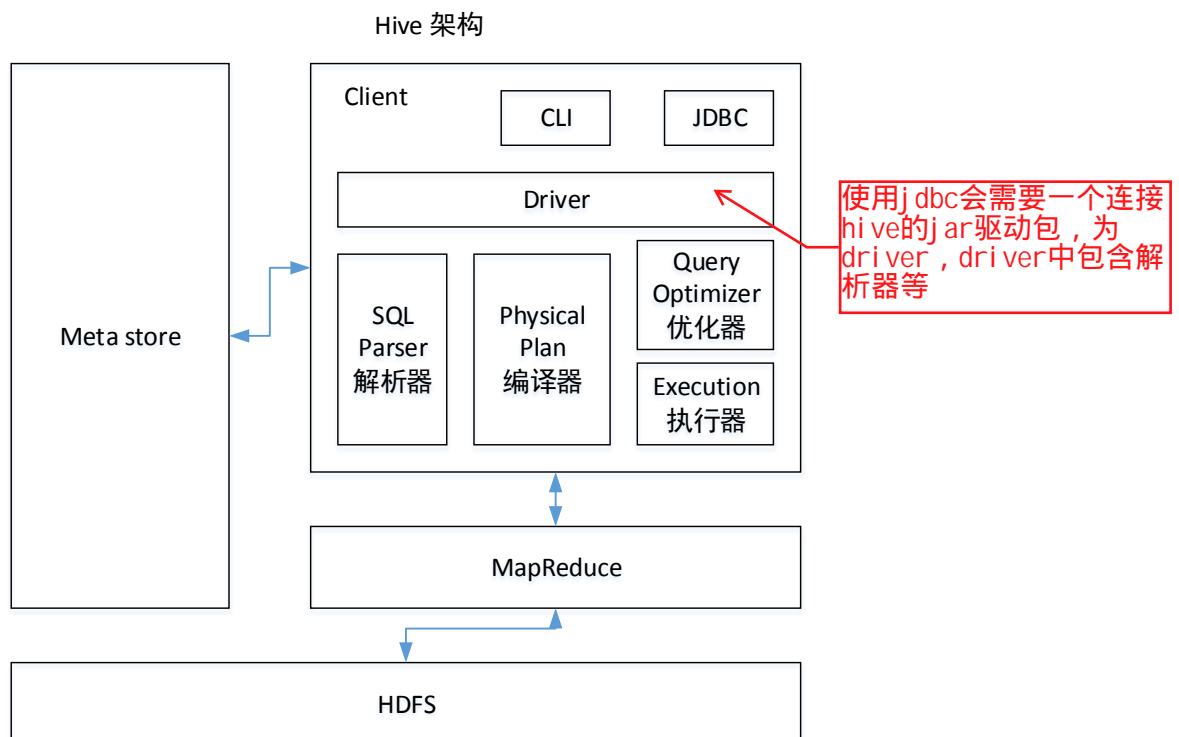 Hive 架构
Client
CLI
JDBC
Driver
使用jdbc会需要一个连接
hive的jar驱动包，为
driver，driver中包含解
析器等
Meta store
SQL
Parser
解析器
Physical
Plan
编译器
Query
Optimizer
优化器
Execution
执行器
MapReduce
HDFS